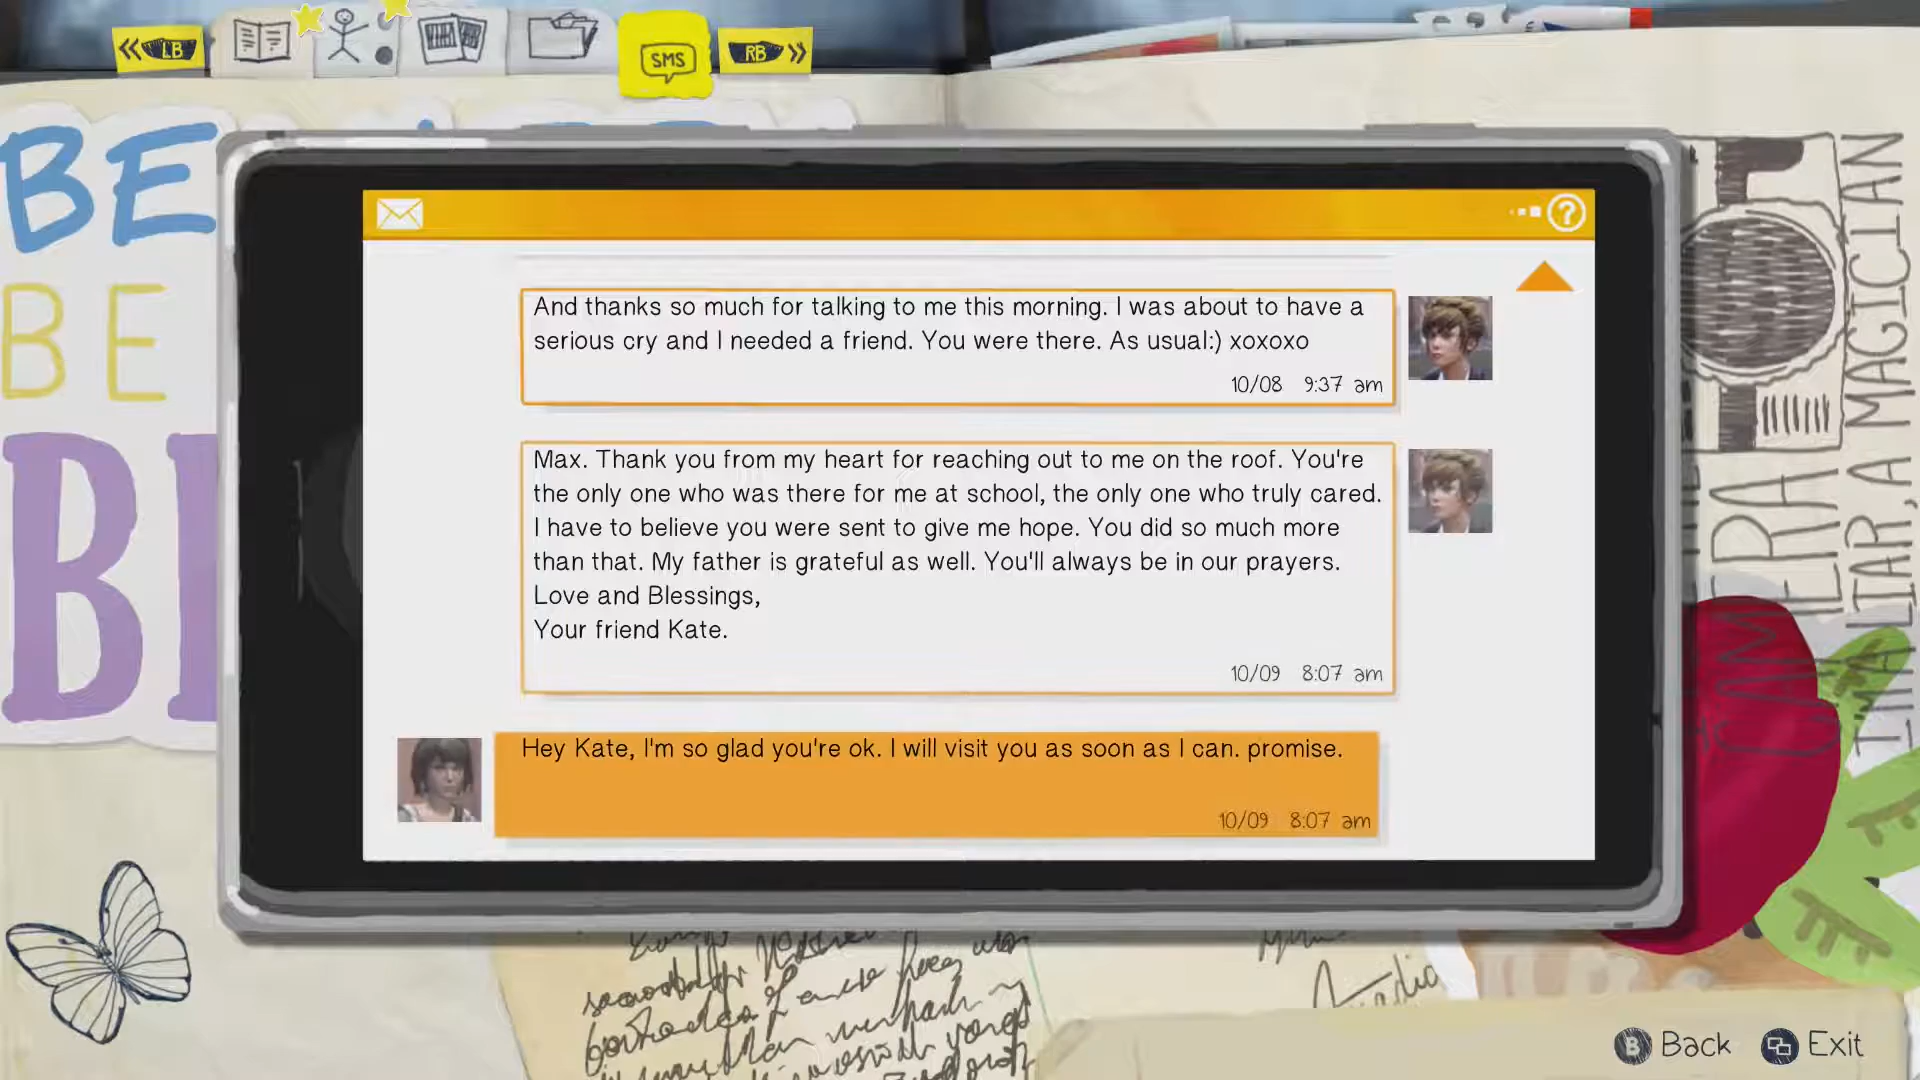 LB
SMS
RB
BE
BE
?
And thanks so much for talking to me this morning. I was about to have a
serious cry and I needed a friend. You were there. As usual:) xoxoxo
10/08 9:37 am
Max. Thank you from my heart for reaching out to me on the roof. You're
the only one who was there for me at school, the only one who truly cared.
I have to believe you were sent to give me hope. You did so much more
than that. My father is grateful as well. You'll always be in our prayers.
Love and Blessings,
Your friend Kate.
10/09 8:07 am
Hey Kate, I'm so glad you're ok. I will visit you as soon as I can. promise.
10/09 8:07 am
LIAR, A MAGICIAN
B Back
Exit